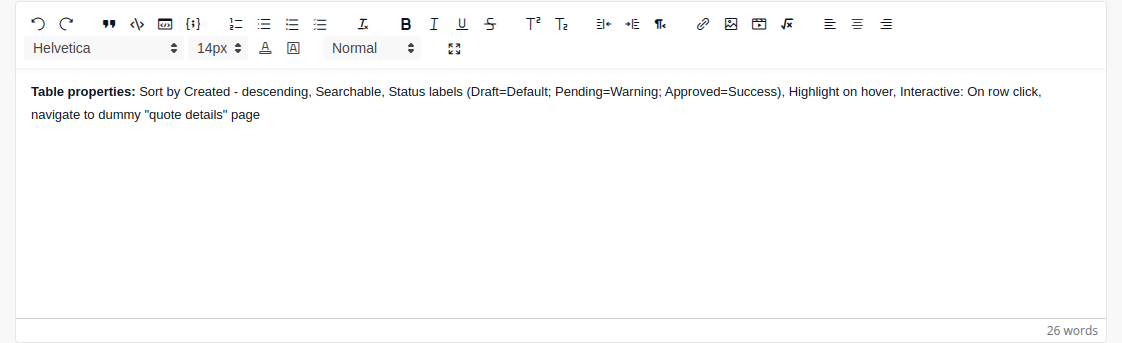 Helvetica 14px Normal
Table properties: Sort by Created - descending, Searchable, Status labels (Draft=Default; Pending=Warning; Approved=Success), Highlight on hover, Interactive: On row click,
navigate to dummy "quote details" page
26 words